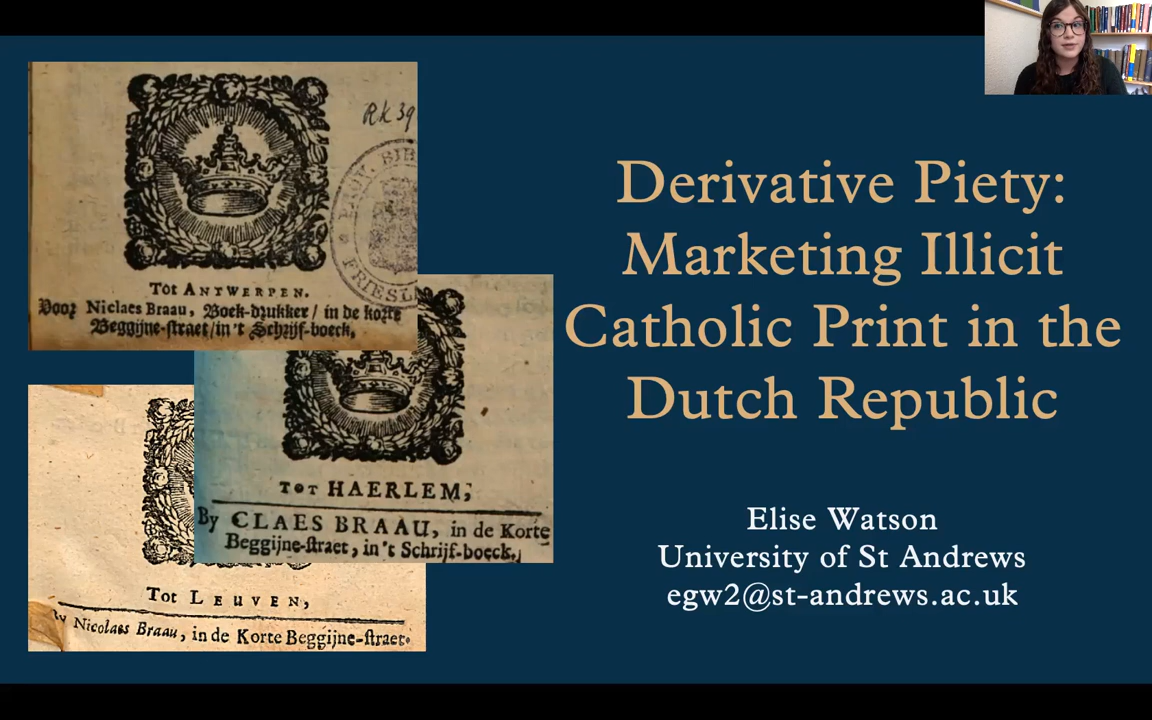 Rk 39
Tot ANTWERPEN.
Voor Niclaes Braau, Boek-drukker / in de korte
Beggijne-straet/in't Schrijf-boeck,
TOT HAERLEM,
By CLAES BRAAU, in de Korte
Beggijne-straet, in't Schrijf-boeck,
Tot LEUVEN,
By Nicolaes Braau, in de Korte Beggijne-straet.
Derivative Piety:
Marketing Illicit
Catholic Print in the
Dutch Republic
Elise Watson
University of St Andrews
egw2@st-andrews.ac.uk